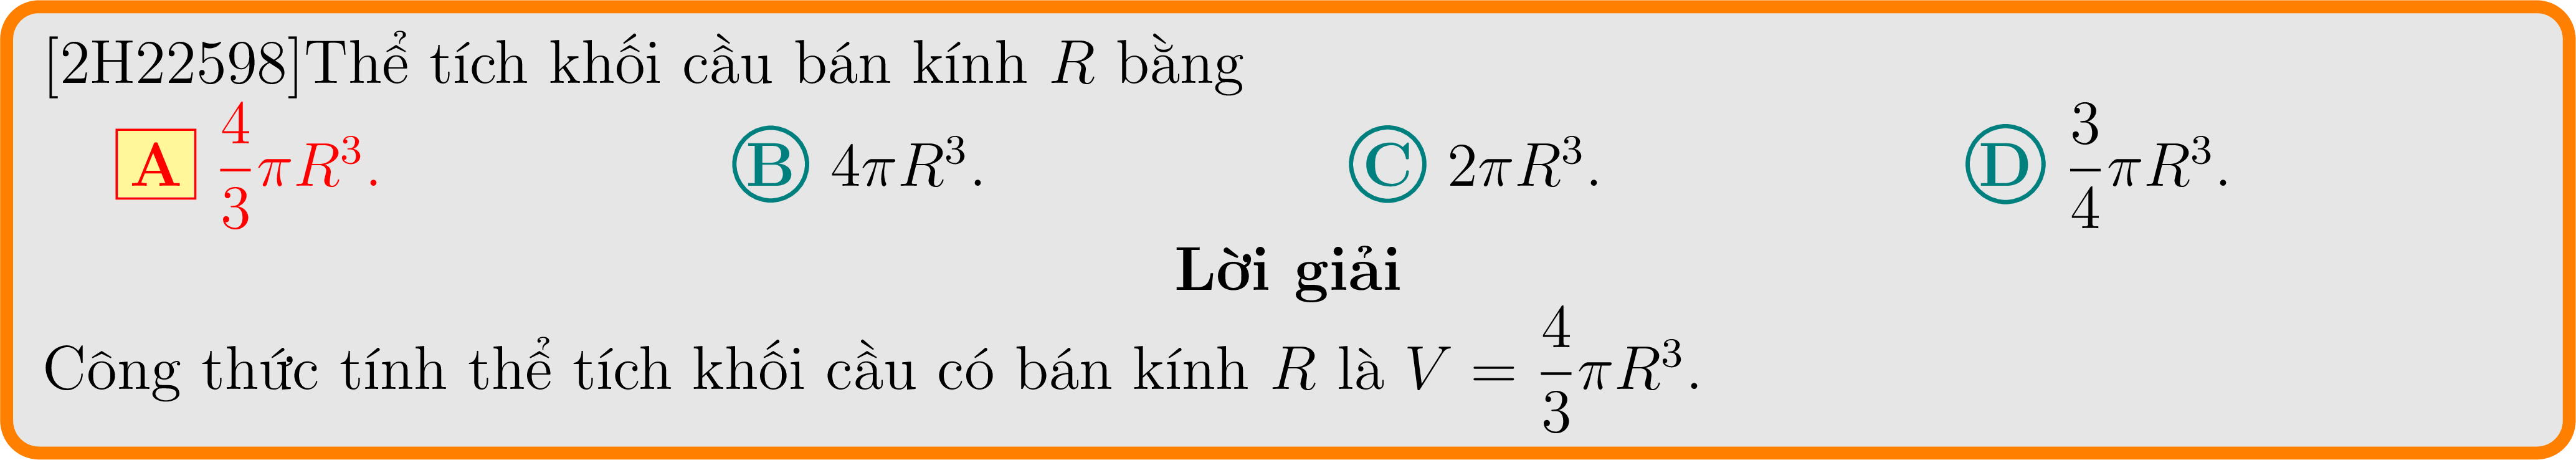 [2H22598]Thể tích khối cầu bán kính R bằng
A $\frac{4}{3}\pi R^3$. B $4\pi R^3$. C $2\pi R^3$. D $\frac{3}{4}\pi R^3$.
Lời giải
Công thức tính thể tích khối cầu có bán kính R là $V = \frac{4}{3}\pi R^3$.